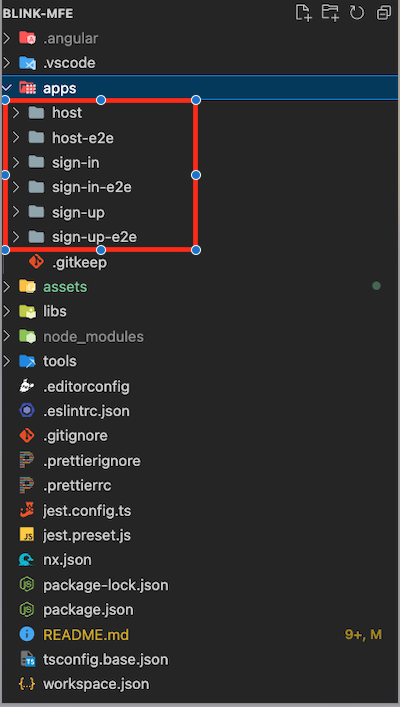 BLINK-MFE
.angular
.vscode
apps
host
host-e2e
sign-in
sign-in-e2e
sign-up
sign-up-e2e
.gitkeep
assets
libs
node_modules
tools
.editorconfig
.eslintrc.json
.gitignore
.prettierignore
.prettierrc
jest.config.ts
JS jest.preset.js
nx.json
package-lock.json
package.json
README.md 9+, M
TS tsconfig.base.json
{..} workspace.json